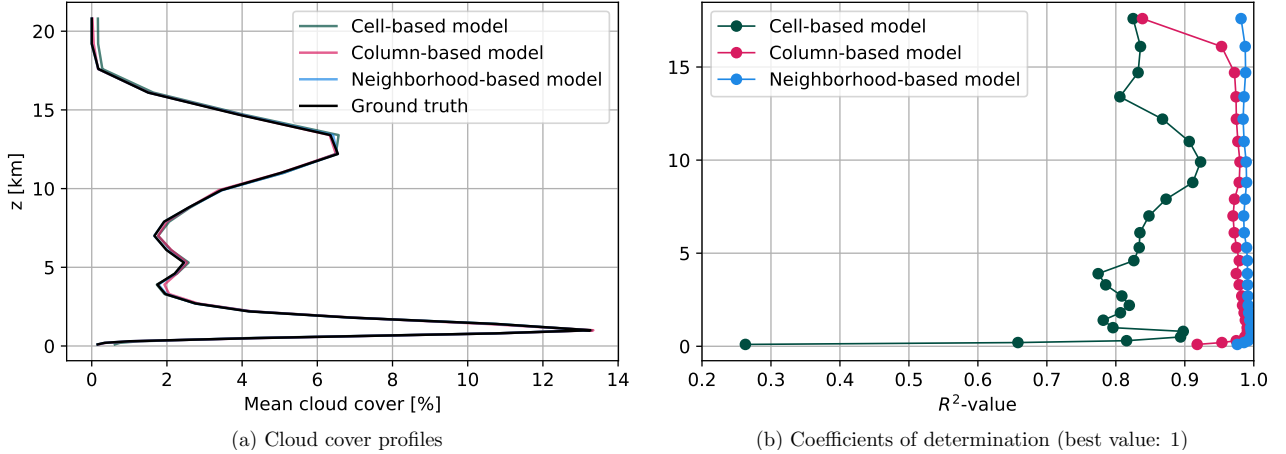 Cell-based model
Column-based model
Neighborhood-based model
Ground truth
20
15
10
5
0
z [km]
0 2 4 6 8 10 12 14
Mean cloud cover [%]
(a) Cloud cover profiles
Cell-based model
Column-based model
Neighborhood-based model
15
10
5
0
0.2 0.3 0.4 0.5 0.6 0.7 0.8 0.9 1.0
R²-value
(b) Coefficients of determination (best value: 1)